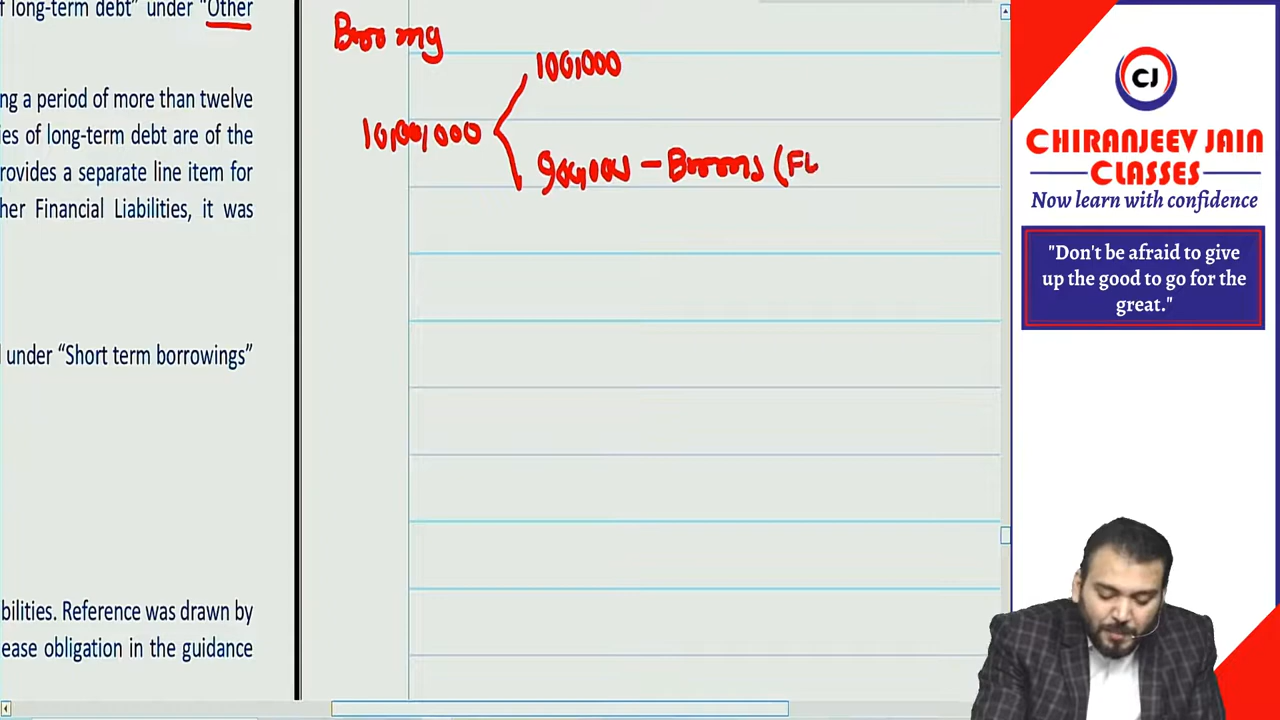 f long-term debt” under “Other
ng a period of more than twelve
ies of long-term debt are of the
rovides a separate line item for
her Financial Liabilities, it was
l under “Short term borrowings”
bilities. Reference was drawn by
ease obligation in the guidance
100,000
10,00,000
900,000 -
(FL
CJ
CHIRANJEEV JAIN
CLASSES
Now learn with confidence
"Don't be afraid to give
up the good to go for the
great."